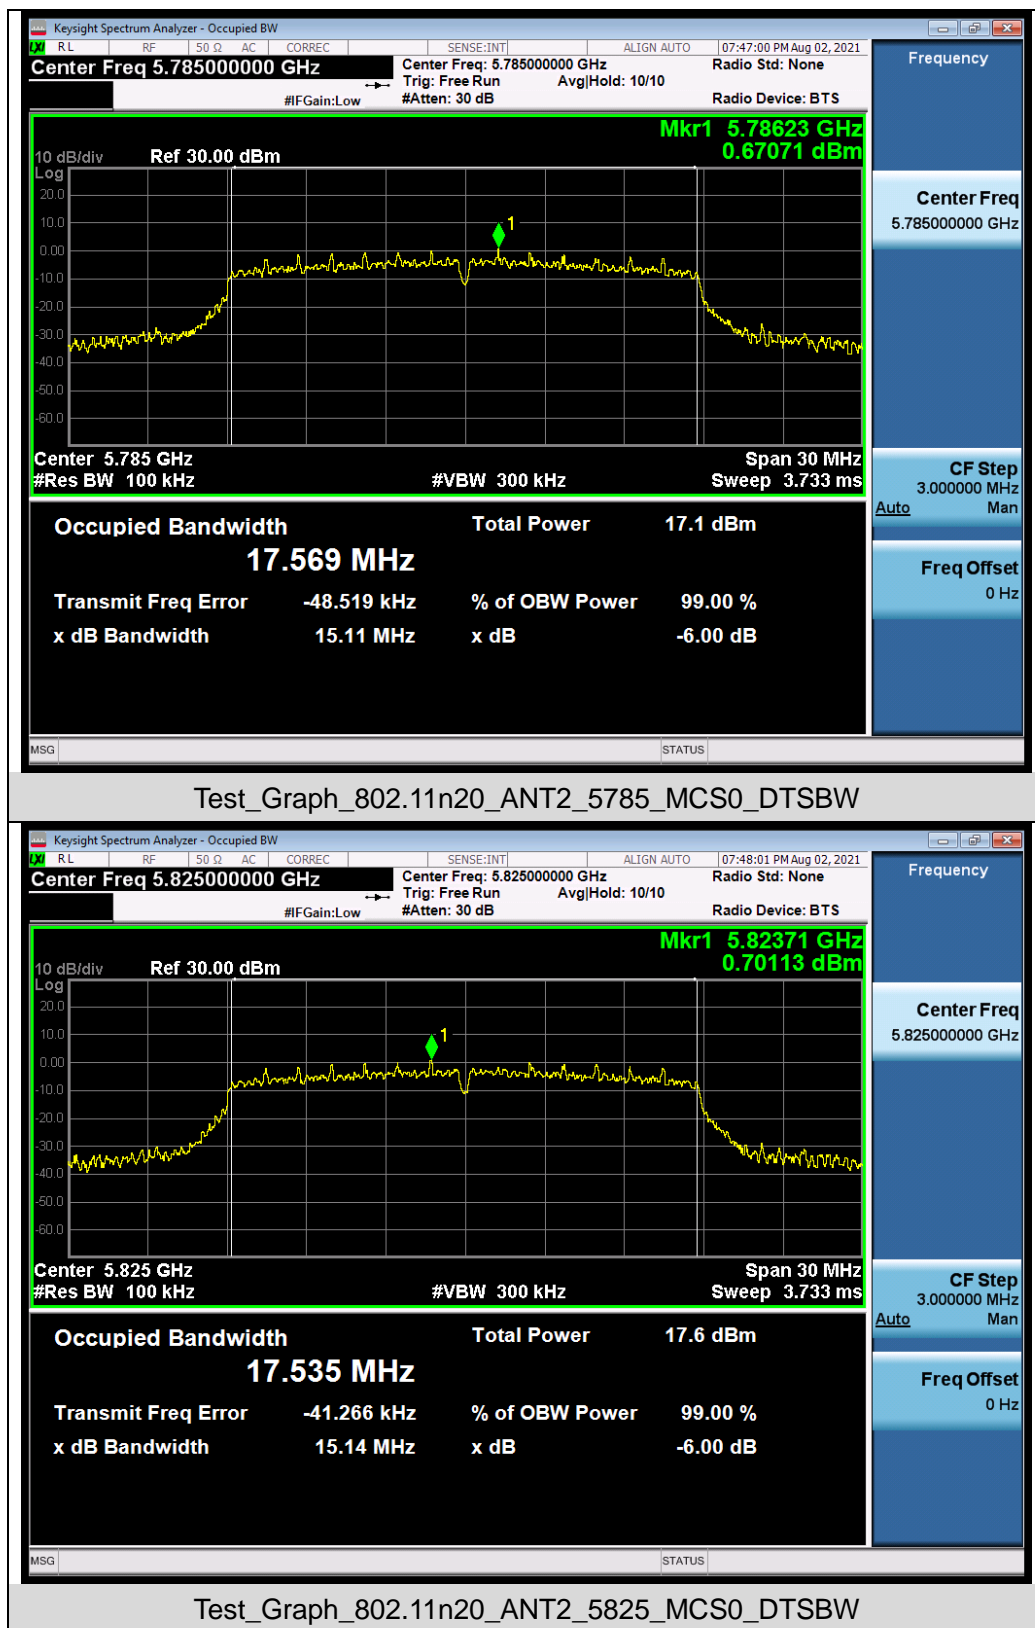 Keysight Spectrum Analyzer - Occupied BW
LXI RL RF 50 Ω AC CORREC SENSE:INT ALIGN AUTO 07:47:00 PM Aug 02, 2021
Center Freq 5.785000000 GHz Center Freq: 5.785000000 GHz Radio Std: None Frequency
Trig: Free Run Avg|Hold: 10/10
#IFGain:Low #Atten: 30 dB Radio Device: BTS
Mkr1 5.78623 GHz
10 dB/div Ref 30.00 dBm 0.67071 dBm
Log
20.0
10.0
0.00
-10.0
-20.0
-30.0
-40.0
-50.0
-60.0
1
Center Freq
5.785000000 GHz
Center 5.785 GHz Span 30 MHz
#Res BW 100 kHz #VBW 300 kHz Sweep 3.733 ms
CF Step
3.000000 MHz
Auto Man
Occupied Bandwidth Total Power 17.1 dBm
17.569 MHz
Freq Offset
0 Hz
Transmit Freq Error -48.519 kHz % of OBW Power 99.00 %
x dB Bandwidth 15.11 MHz x dB -6.00 dB
MSG STATUS
Test_Graph_802.11n20_ANT2_5785_MCS0_DTSBW
Keysight Spectrum Analyzer - Occupied BW
LXI RL RF 50 Ω AC CORREC SENSE:INT ALIGN AUTO 07:48:01 PM Aug 02, 2021
Center Freq 5.825000000 GHz Center Freq: 5.825000000 GHz Radio Std: None Frequency
Trig: Free Run Avg|Hold: 10/10
#IFGain:Low #Atten: 30 dB Radio Device: BTS
Mkr1 5.82371 GHz
10 dB/div Ref 30.00 dBm 0.70113 dBm
Log
20.0
10.0
0.00
-10.0
-20.0
-30.0
-40.0
-50.0
-60.0
1
Center Freq
5.825000000 GHz
Center 5.825 GHz Span 30 MHz
#Res BW 100 kHz #VBW 300 kHz Sweep 3.733 ms
CF Step
3.000000 MHz
Auto Man
Occupied Bandwidth Total Power 17.6 dBm
17.535 MHz
Freq Offset
0 Hz
Transmit Freq Error -41.266 kHz % of OBW Power 99.00 %
x dB Bandwidth 15.14 MHz x dB -6.00 dB
MSG STATUS
Test_Graph_802.11n20_ANT2_5825_MCS0_DTSBW